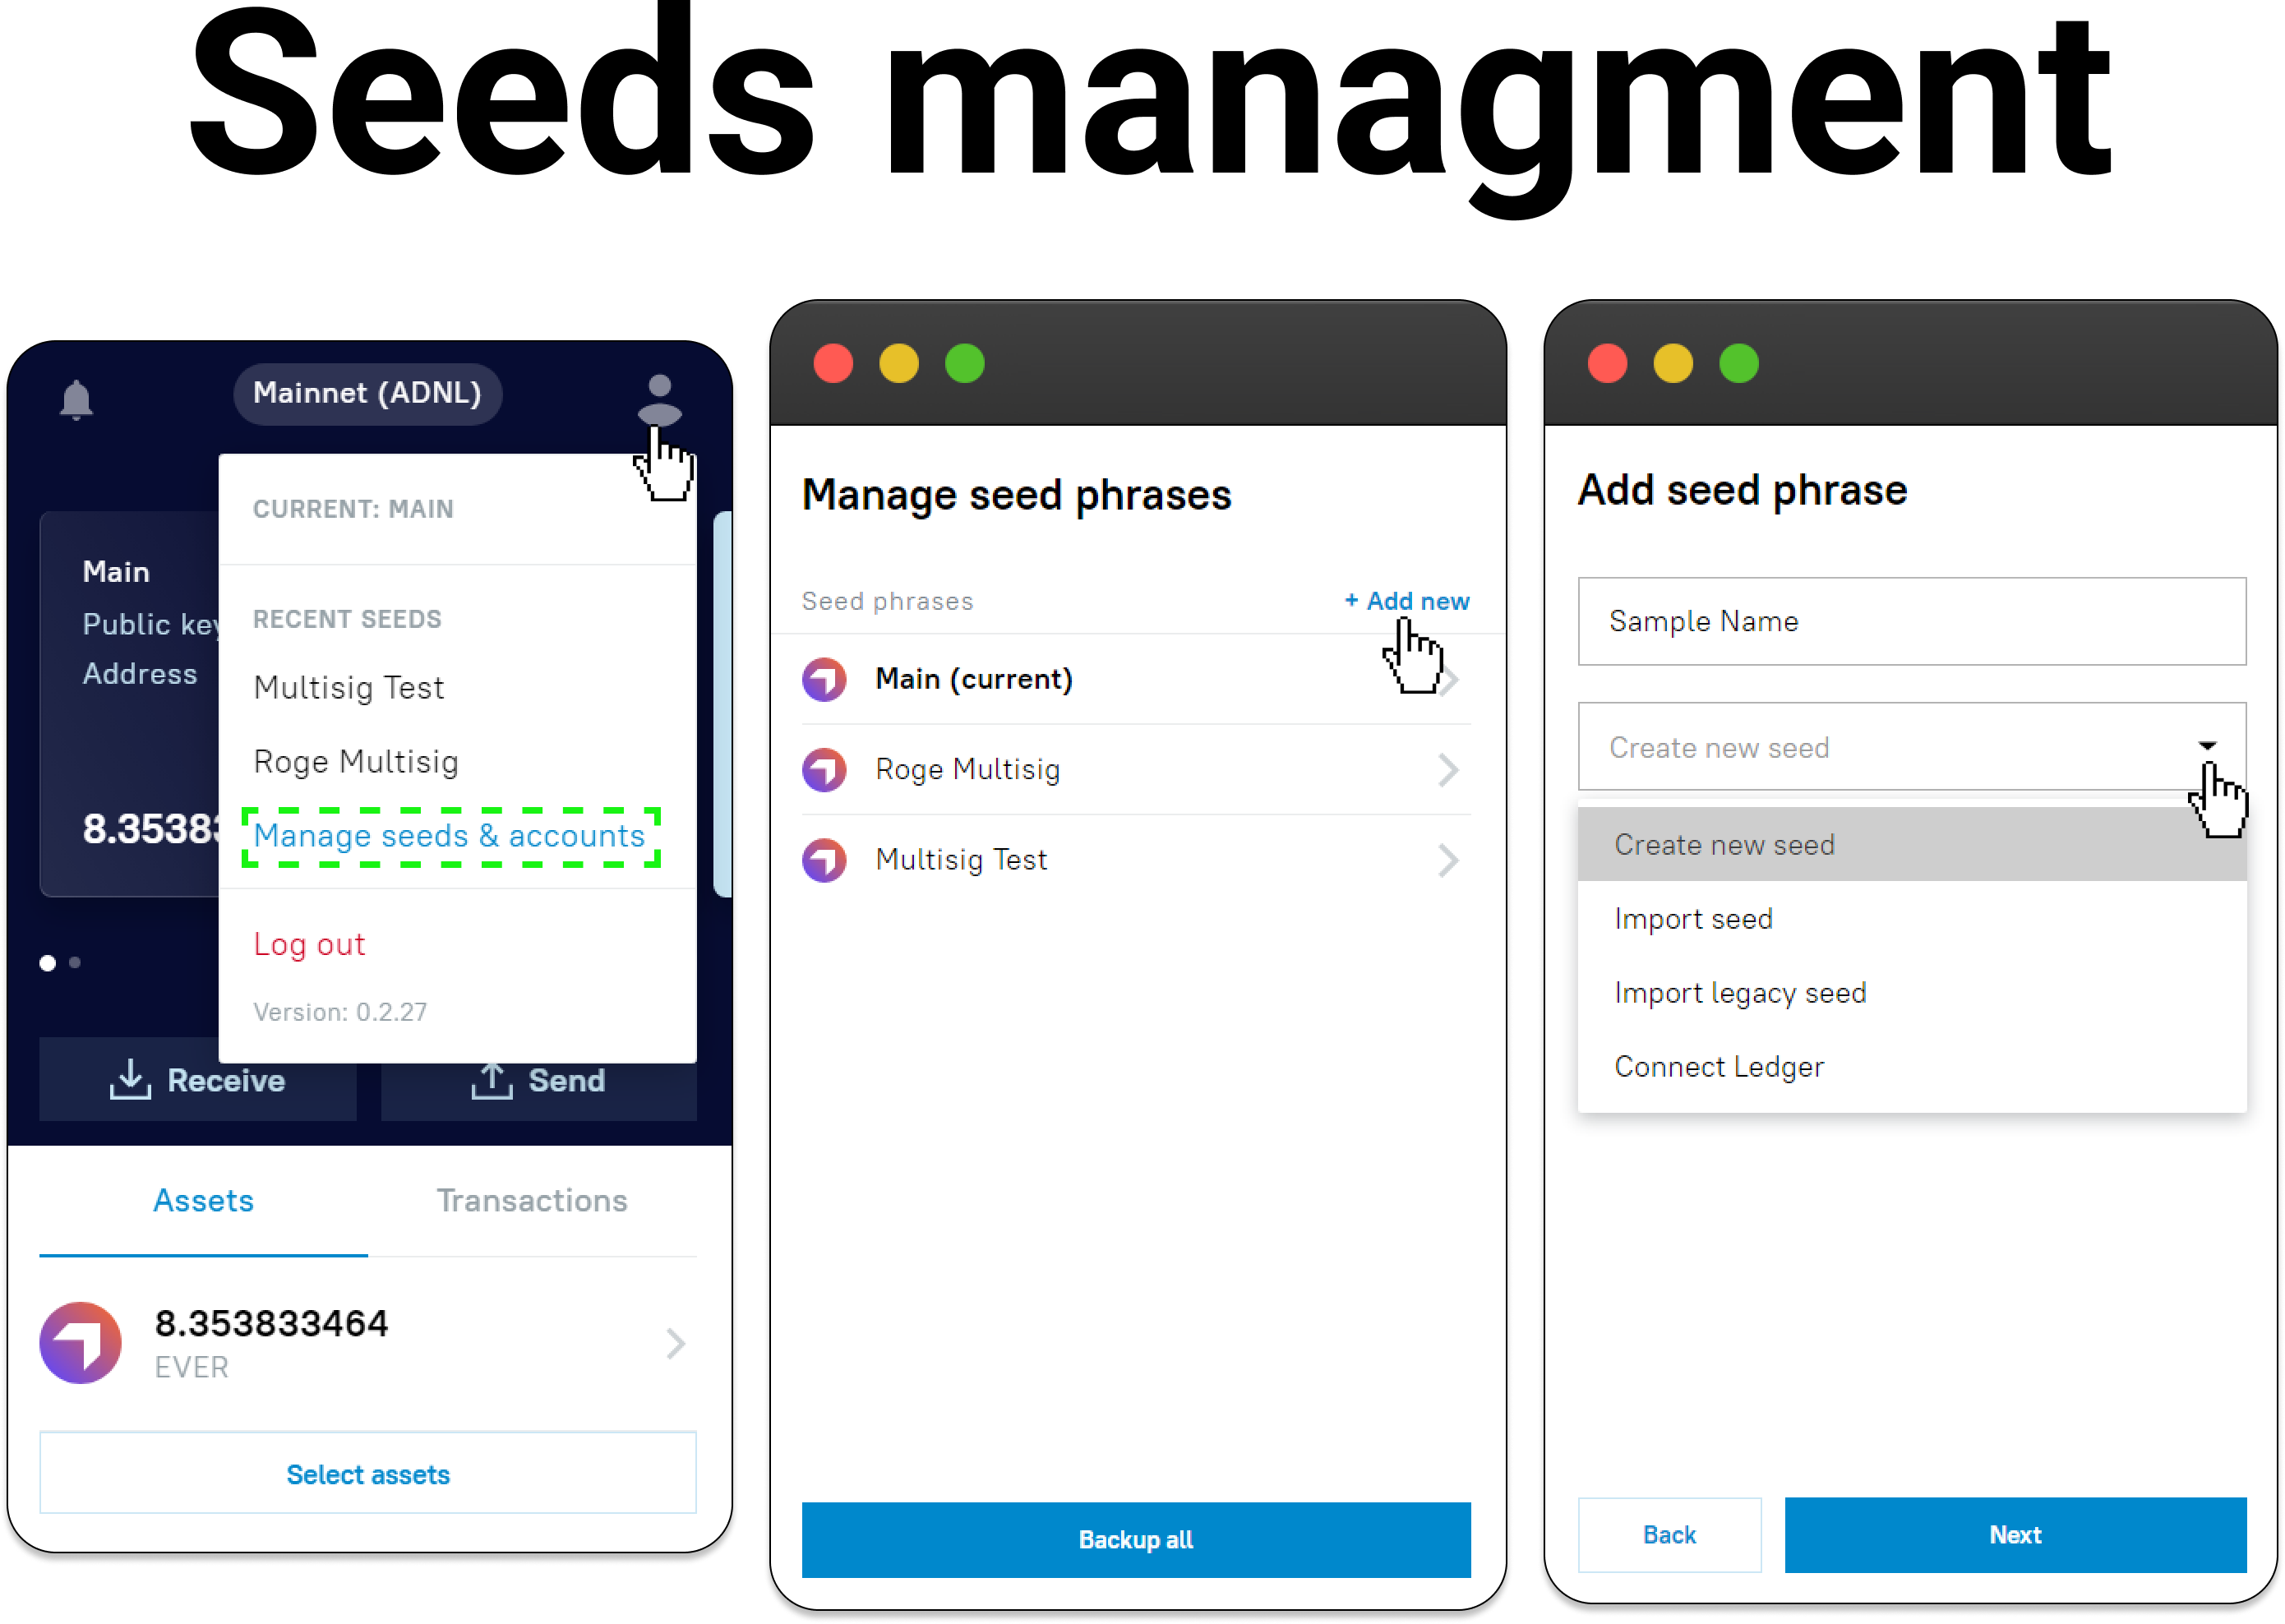 Seeds managment
Mainnet (ADNL)
CURRENT: MAIN
Main
Public key
Address
8.3538
RECENT SEEDS
Multisig Test
Roge Multisig
Manage seeds & accounts
Log out
Version: 0.2.27
Receive
Send
Assets
Transactions
8.353833464
EVER
Select assets
Manage seed phrases
Seed phrases
+ Add new
Main (current)
Roge Multisig
Multisig Test
Backup all
Add seed phrase
Sample Name
Create new seed
Create new seed
Import seed
Import legacy seed
Connect Ledger
Back
Next